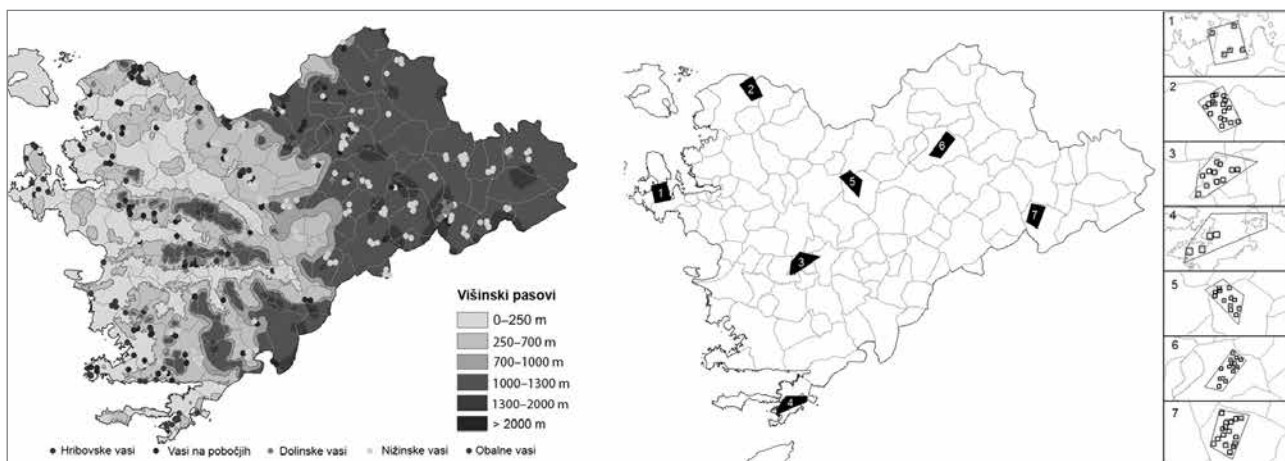 Višinski pasovi
0–250 m
250–700 m
700–1000 m
1000–1300 m
1300–2000 m
> 2000 m
Hribovske vasi
Vasi na pobočjih
Dolinske vasi
Nižinske vasi
Obalne vasi
1
2
3
4
5
6
7
1
2
3
4
5
6
7